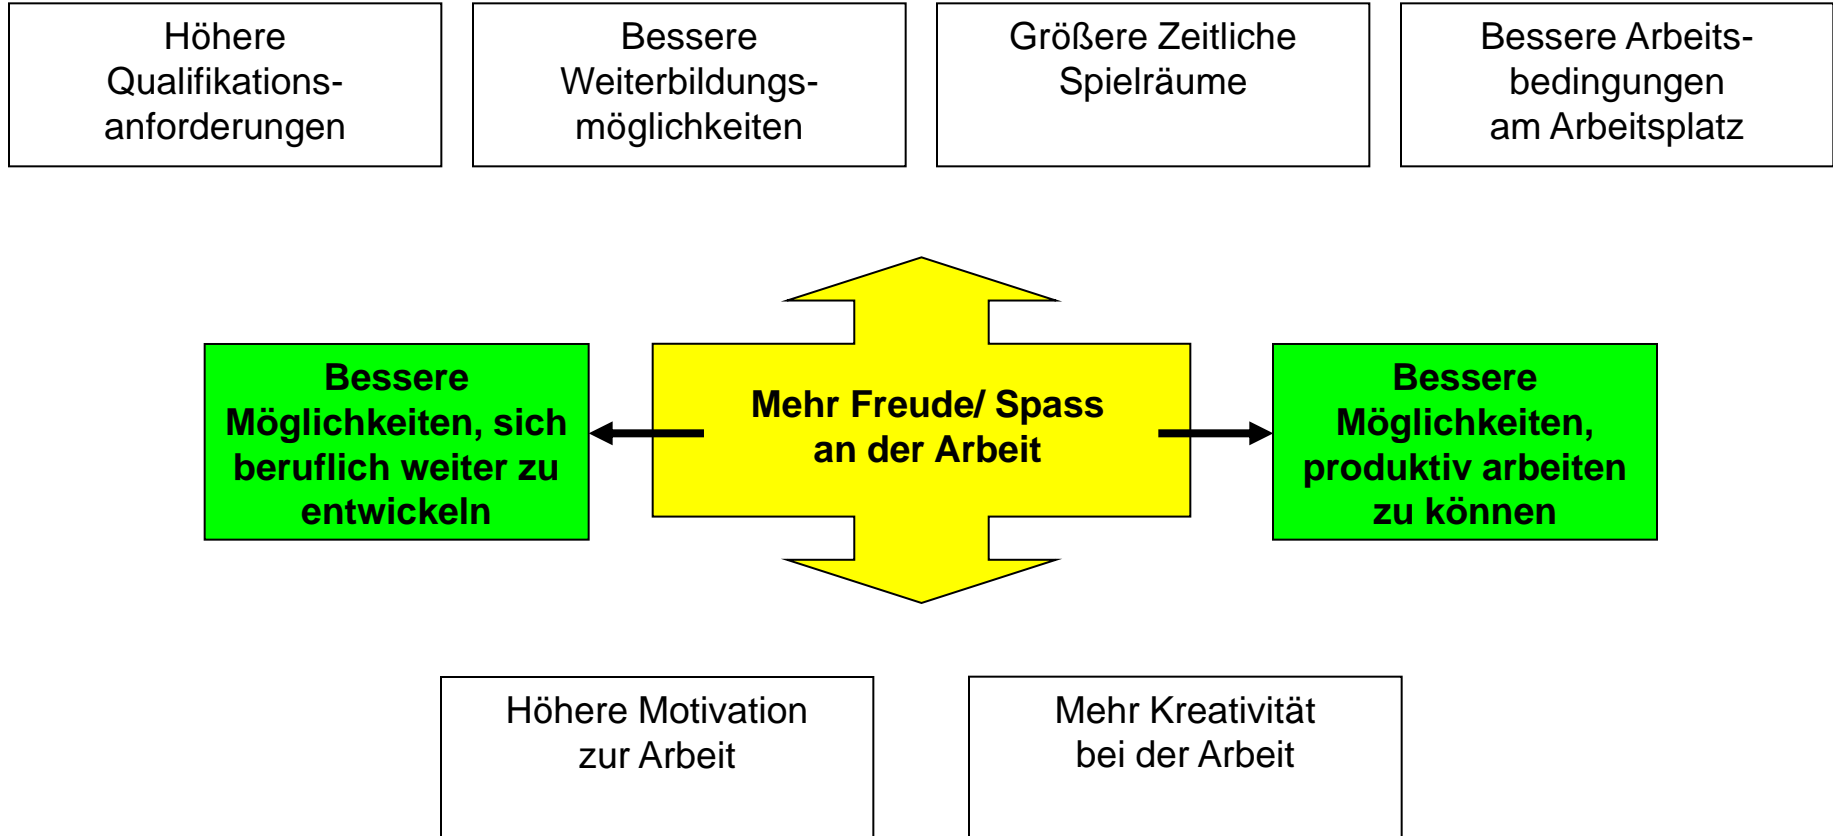 Höhere
Qualifikations-
anforderungen
Bessere
Weiterbildungs-
möglichkeiten
Größere Zeitliche
Spielräume
Bessere Arbeits-
bedingungen
am Arbeitsplatz
Bessere
Möglichkeiten, sich
beruflich weiter zu
entwickeln
Mehr Freude/ Spass
an der Arbeit
Bessere
Möglichkeiten,
produktiv arbeiten
zu können
Höhere Motivation
zur Arbeit
Mehr Kreativität
bei der Arbeit